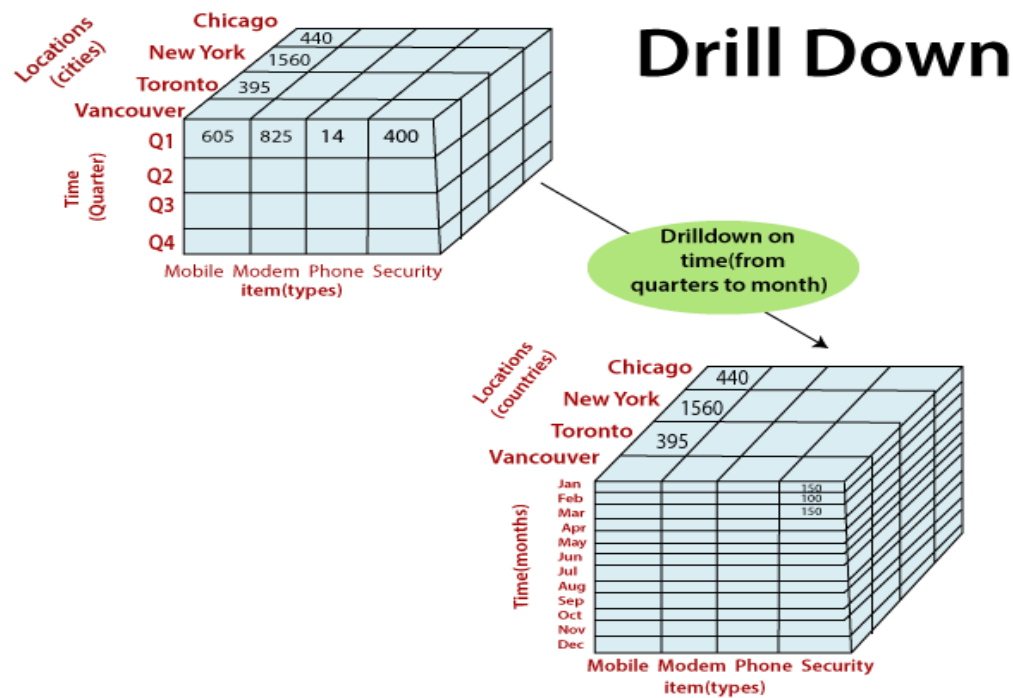 Drill Down
Locations
(cities)
Chicago
New York
Toronto
Vancouver
440
1560
395
Time
(Quarter)
Q1
605 825 14 400
Q2
Q3
Q4
Mobile Modem Phone Security
item(types)
Drilldown on
time(from
quarters to month)
Locations
(countries)
Chicago
New York
Toronto
Vancouver
440
1560
395
Time(months)
Jan 150
Feb 100
Mar 150
Apr
May
Jun
Jul
Aug
Sep
Oct
Nov
Dec
Mobile Modem Phone Security
item(types)